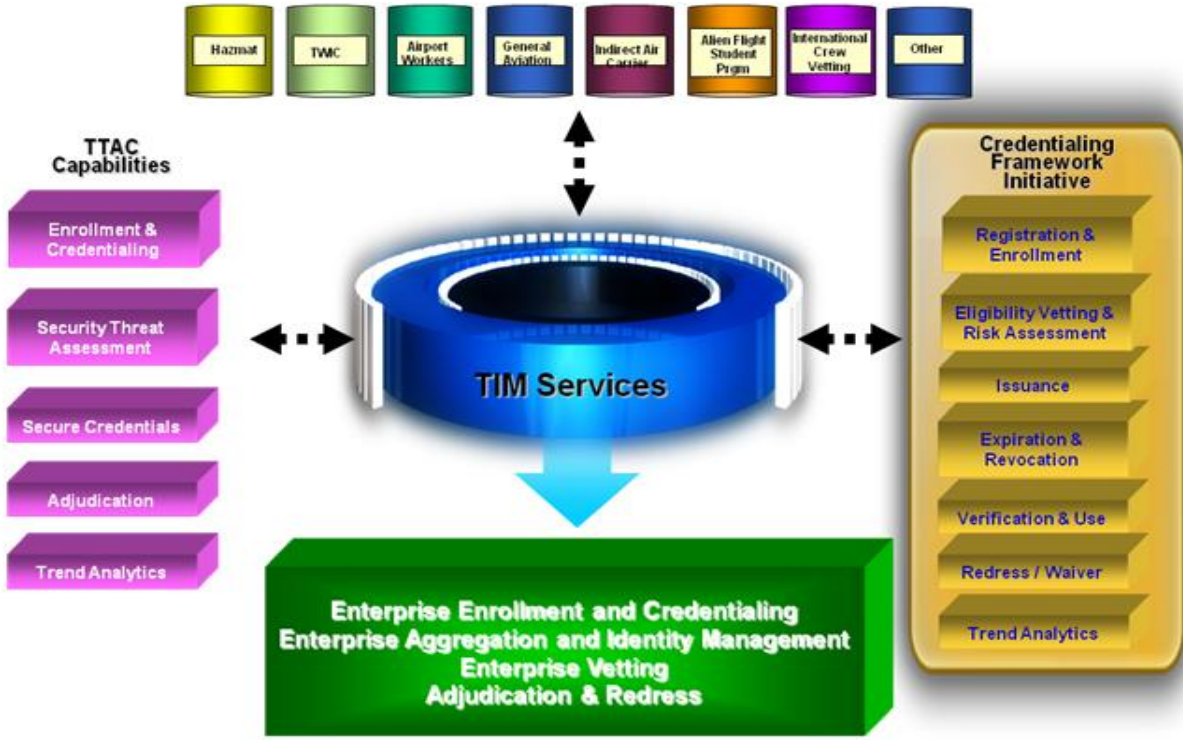 Hazmat
TWIC
Airport
Workers
General
Aviation
Indirect Air
Carrier
Alien Flight
Student
Prgm
International
Crew
Vetting
Other
TTAC
Capabilities
Enrollment &
Credentialing
Security Threat
Assessment
Secure Credentials
Adjudication
Trend Analytics
TIM Services
Credentialing
Framework
Initiative
Registration &
Enrollment
Eligibility Vetting &
Risk Assessment
Issuance
Expiration &
Revocation
Verification & Use
Redress / Waiver
Trend Analytics
Enterprise Enrollment and Credentialing
Enterprise Aggregation and Identity Management
Enterprise Vetting
Adjudication & Redress